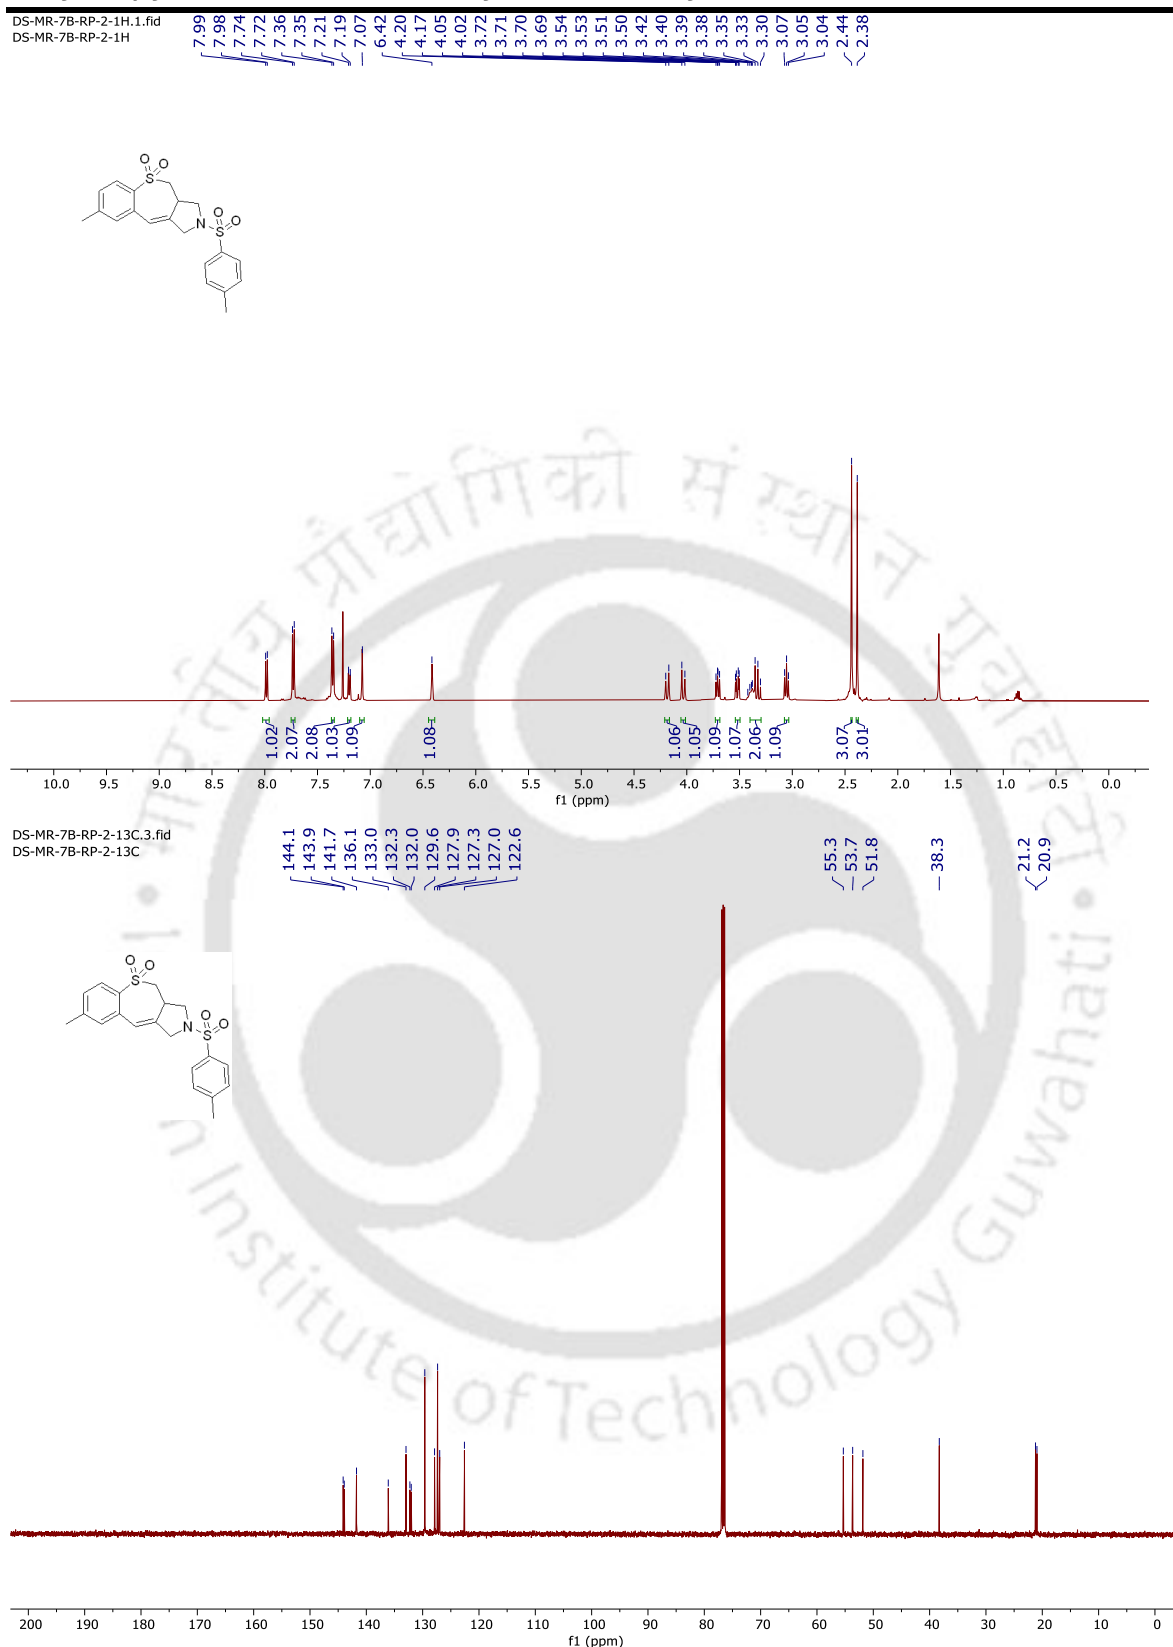 DS-MR-7B-RP-2-1H.1.fid
DS-MR-7B-RP-2-1H
7.99 7.98 7.74 7.72 7.36 7.35 7.21 7.19 7.07 6.42 4.20 4.17 4.05 4.02 3.72 3.71 3.70 3.69 3.54 3.53 3.51 3.50 3.42 3.40 3.39 3.38 3.35 3.33 3.30 3.07 3.05 3.04 2.44 2.38
O O
S
N
S
O O
1.02 2.07 2.08 1.03 1.09 1.08 1.06 1.05 1.09 1.07 2.06 1.09 3.07 3.01
10.0 9.5 9.0 8.5 8.0 7.5 7.0 6.5 6.0 5.5 5.0 4.5 4.0 3.5 3.0 2.5 2.0 1.5 1.0 0.5 0.0
f1 (ppm)
DS-MR-7B-RP-2-13C.3.fid
DS-MR-7B-RP-2-13C
144.1 143.9 141.7 136.1 133.0 132.3 132.0 129.6 127.9 127.3 127.0 122.6 55.3 53.7 51.8 38.3 21.2 20.9
O O
S
N
S
O O
200 190 180 170 160 150 140 130 120 110 100 90 80 70 60 50 40 30 20 10 0
f1 (ppm)
n Institute of Technology Guwahati